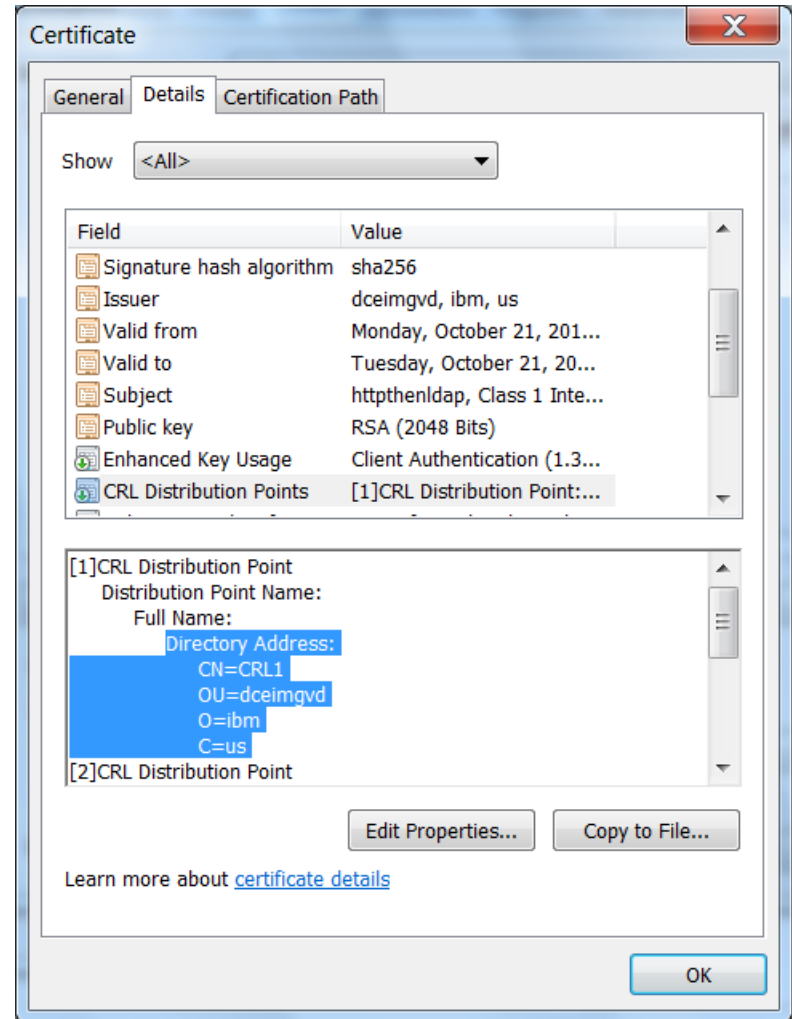 Certificate
X
General Details Certification Path
Show <All>
Field Value
Signature hash algorithm sha256
Issuer dceimgvd, ibm, us
Valid from Monday, October 21, 201...
Valid to Tuesday, October 21, 20...
Subject httpthenldap, Class 1 Inte...
Public key RSA (2048 Bits)
Enhanced Key Usage Client Authentication (1.3...
CRL Distribution Points [1]CRL Distribution Point:...
[1]CRL Distribution Point
Distribution Point Name:
Full Name:
Directory Address:
CN=CRL1
OU=dceimgvd
O=ibm
C=us
[2]CRL Distribution Point
Edit Properties... Copy to File...
Learn more about certificate details
OK